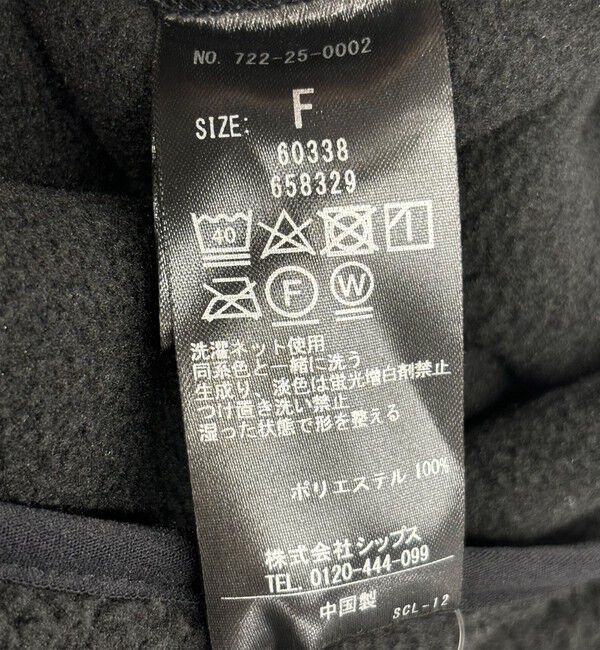 NO. 722-25-0002
SIZE: F
60338
658329
40
F W
洗濯ネット使用
同系色と一緒に洗う
生成り、淡色は蛍光増白剤禁止
つけ置き洗い禁止
湿った状態で形を整える
ポリエステル 100%
株式会社シップス
TEL. 0120-444-099
中国製 SCL-12